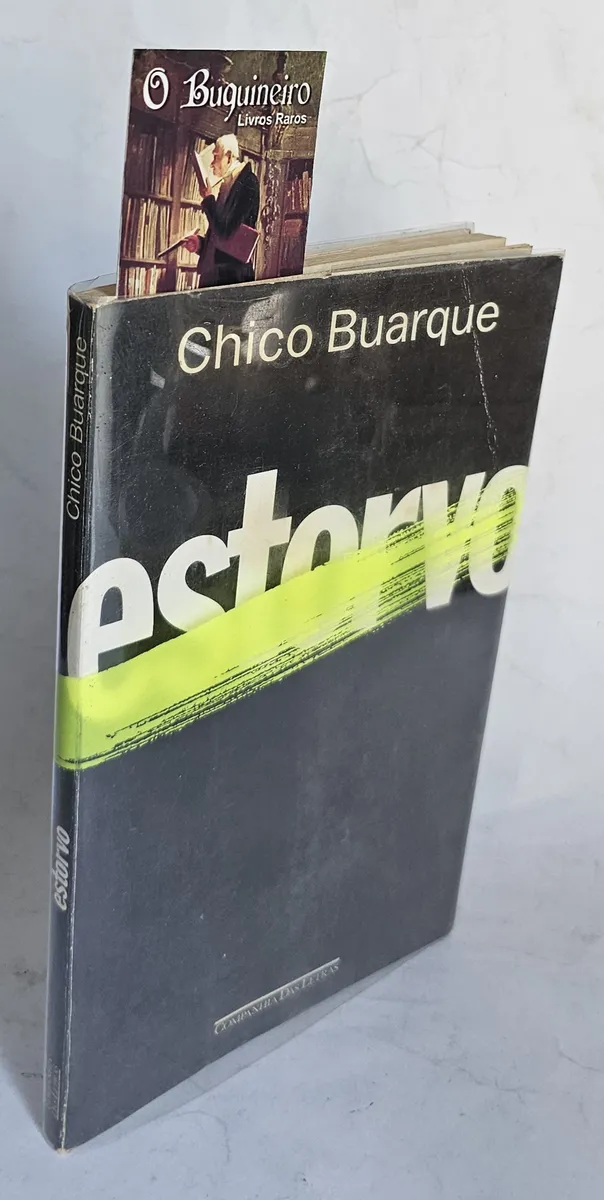 O Buquineiro
Livros Raros
Chico Buarque
estorvo
COMPANHIA DAS LETRAS
Chico Buarque
estorvo